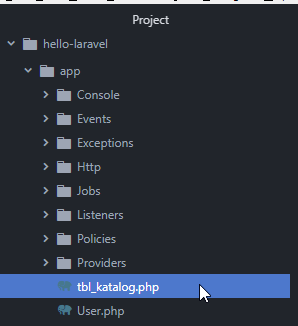 Project
hello-laravel
app
Console
Events
Exceptions
Http
Jobs
Listeners
Policies
Providers
tbl_katalog.php
User.php